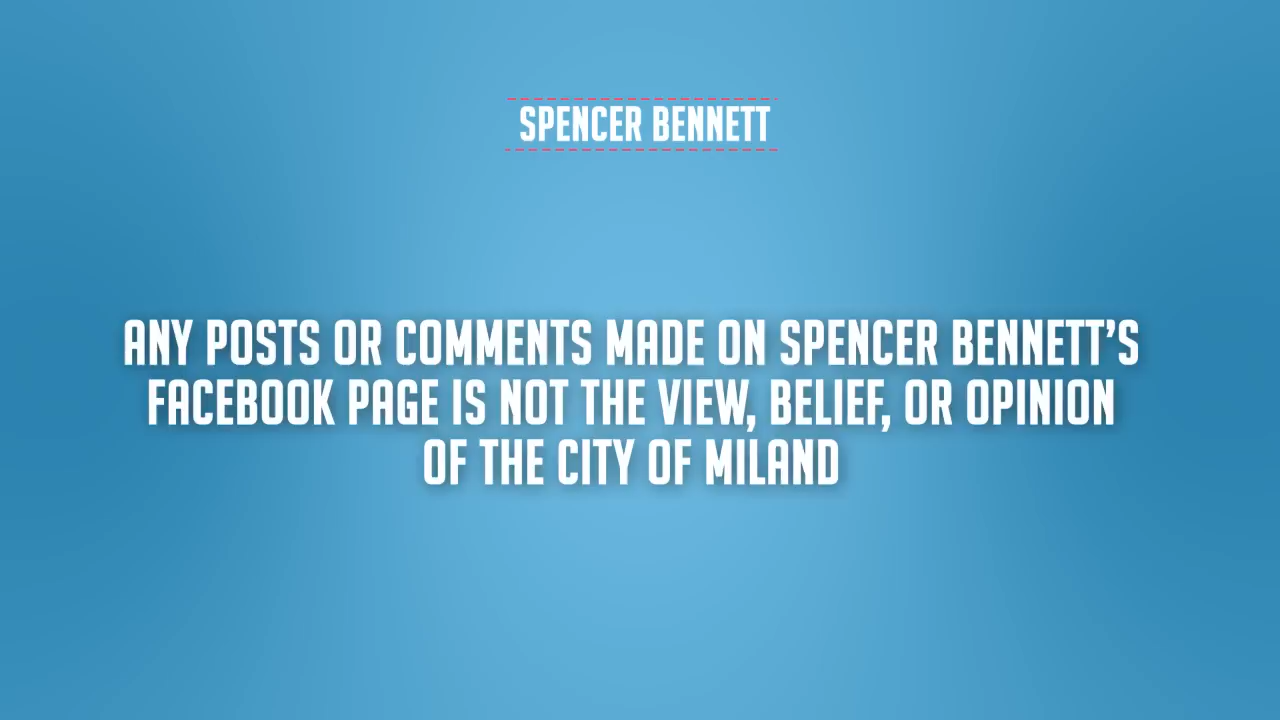 SPENCER BENNETT
ANY POSTS OR COMMENTS MADE ON SPENCER BENNETT'S
FACEBOOK PAGE IS NOT THE VIEW, BELIEF, OR OPINION
OF THE CITY OF MILAND